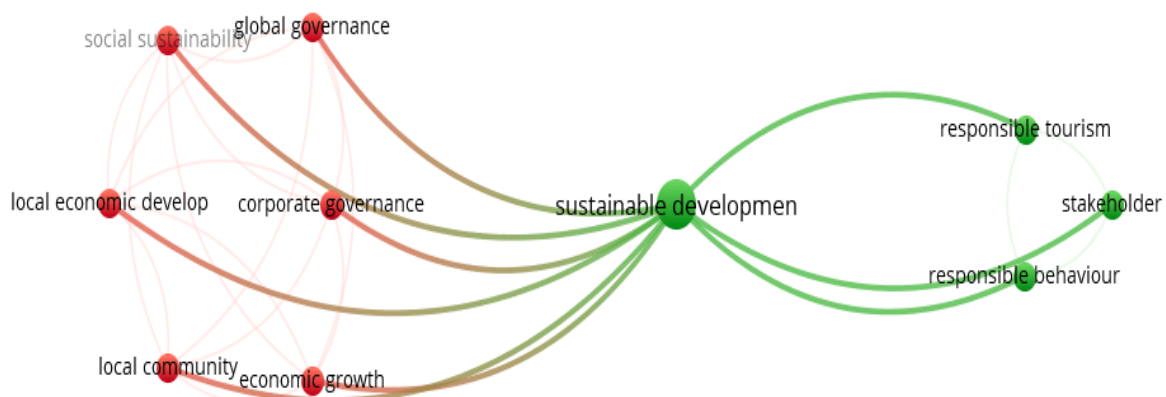 global governance
social sustainability
responsible tourism
local economic develop
corporate governance
sustainable developmen
stakeholder
responsible behaviour
local community
economic growth